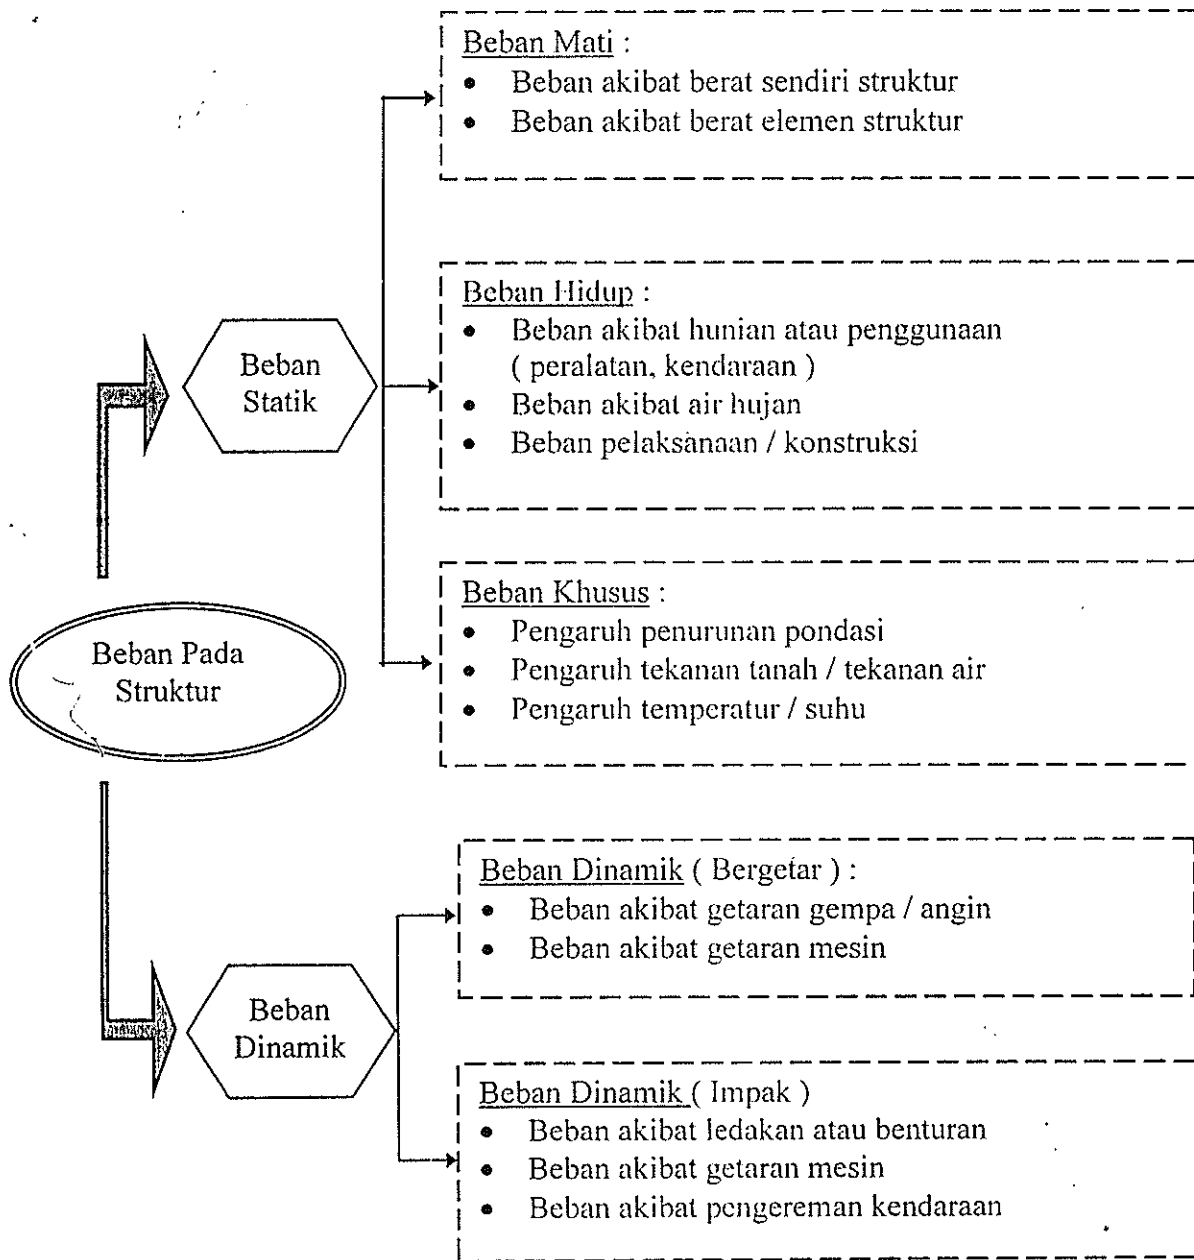 Beban Mati :
• Beban akibat berat sendiri struktur
• Beban akibat berat elemen struktur
Beban Hidup :
• Beban akibat hunian atau penggunaan
( peralatan, kendaraan )
• Beban akibat air hujan
• Beban pelaksanaan / konstruksi
Beban
Statik
Beban Khusus :
• Pengaruh penurunan pondasi
• Pengaruh tekanan tanah / tekanan air
• Pengaruh temperatur / suhu
Beban Pada
Struktur
Beban Dinamik ( Bergetar ) :
• Beban akibat getaran gempa / angin
• Beban akibat getaran mesin
Beban
Dinamik
Beban Dinamik ( Impak )
• Beban akibat ledakan atau benturan
• Beban akibat getaran mesin
• Beban akibat pengereman kendaraan